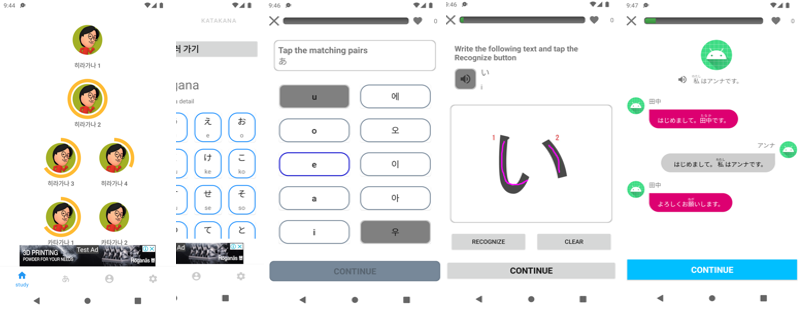 9:44
히라가나 1
히라가나 2
히라가나 3
히라가나 4
카타가나 1
카타가나 2
3D PRINTING
POWDER FOR YOUR NEEDS
Test Ad
Höganäs
study
あ
KATAKANA
가기
gana
detail
え
お
e
o
け
こ
ke
ko
せ
そ
se
so
て
と
9:46
0
Tap the matching pairs
あ
u
에
o
오
e
이
a
아
i
우
CONTINUE
9:46
0
Write the following text and tap the
Recognize button
い
i
1
2
RECOGNIZE
CLEAR
CONTINUE
9:47
0
私はアンナです。
田中
はじめまして。田中です。
アンナ
はじめまして。私はアンナです。
田中
よろしくお願いします。
CONTINUE